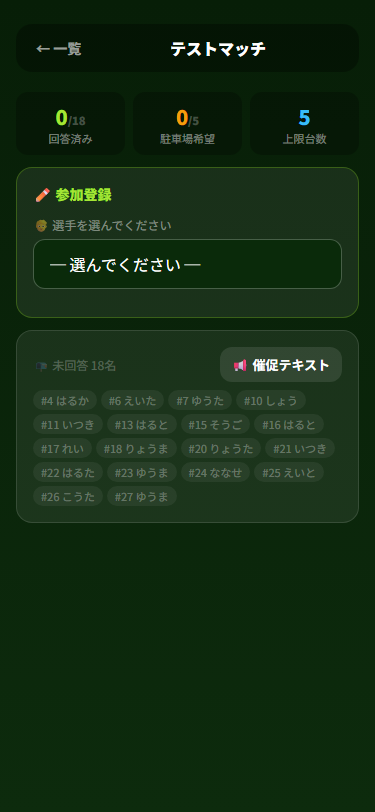 ← 一覧 テストマッチ
0/18 0/5 5
回答済み 駐車場希望 上限台数
参加登録
選手を選んでください
— 選んでください —
未回答 18名 催促テキスト
#4 はるか #6 えいた #7 ゆうた #10 しょう
#11 いつき #13 はると #15 そうご #16 はると
#17 れい #18 りょうま #20 りょうた #21 いつき
#22 はるた #23 ゆうま #24 ななせ #25 えいと
#26 こうた #27 ゆうま